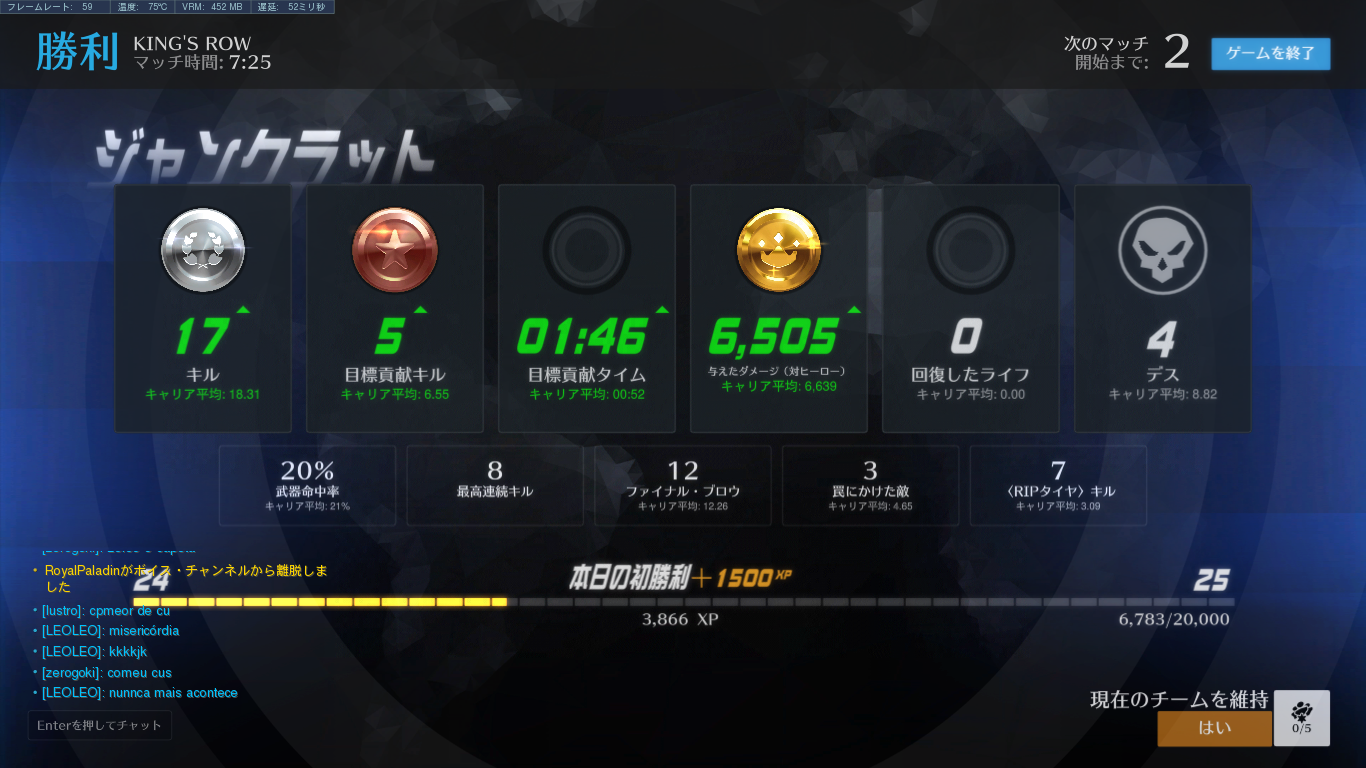 フレームレート: 59 温度: 75°C VRM: 452 MB 遅延: 52ミリ秒
勝利 KING'S ROW
マッチ時間: 7:25
次のマッチ
開始まで: 2
ゲームを終了
ジャンクラット
17
キル
キャリア平均: 18.31
5
目標貢献キル
キャリア平均: 6.55
01:46
目標貢献タイム
キャリア平均: 00:52
6,505
与えたダメージ（対ヒーロー）
キャリア平均: 6,639
0
回復したライフ
キャリア平均: 0.00
4
デス
キャリア平均: 8.82
20%
武器命中率
キャリア平均: 21%
8
最高連続キル
12
ファイナル・ブロウ
キャリア平均: 12.26
3
罠にかけた敵
キャリア平均: 4.65
7
〈RIPタイヤ〉キル
キャリア平均: 3.09
24
本日の初勝利＋1500XP
25
3,866 XP
6,783/20,000
• RoyalPaladinがボイス・チャンネルから離脱しま
した
• [lustro]: cpmeor de cu
• [LEOLEO]: misericórdia
• [LEOLEO]: kkkkjk
• [zerogoki]: comeu cus
• [LEOLEO]: nunnca mais acontece
Enterを押してチャット
現在のチームを維持
はい
0/5